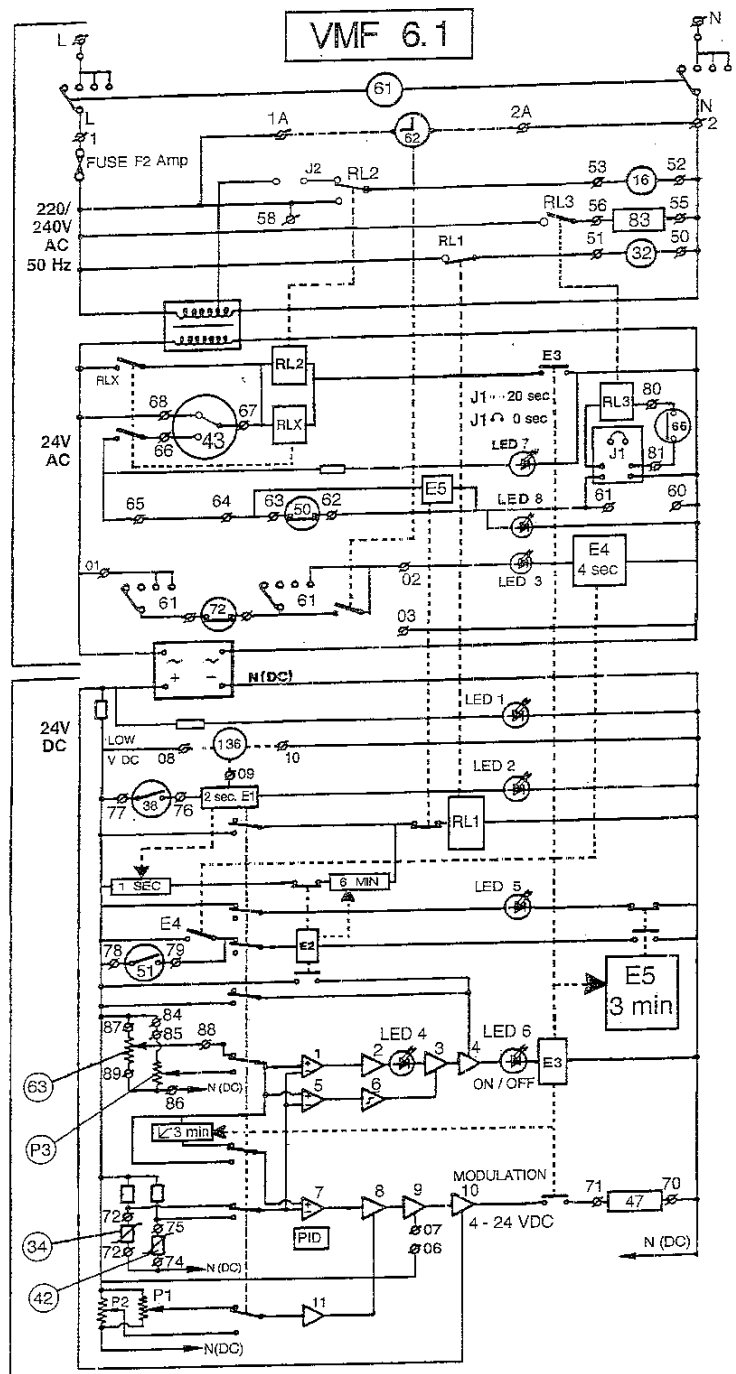 VMF 6.1
L
N
61
L
N
1
1A
2A
2
62
FUSE F2 Amp
J2
RL2
53
16
52
220/
240V
AC
50 Hz
58
RL3
56
83
55
RL1
51
32
50
RLX
RL2
E3
68
67
RLX
J1 ··· 20 sec
J1 0 sec
RL3
80
66
43
66
24V
AC
LED 7
J1
81
E5
61
60
65
64
63
50
62
LED 8
01
02
LED 3
E4
4 sec
61
72
61
03
~ ~
+ -
N(DC)
24V
DC
LED 1
LOW
V DC
08
136
10
09
LED 2
77
38
76
2 sec. E1
RL1
1 SEC
6 MIN
LED 5
E4
78
51
79
E2
E5
3 min
87
84
85
88
LED 4
LED 6
1
2
3
4
E3
63
89
N (DC)
5
6
ON / OFF
86
P3
3 min
MODULATION
7
8
9
10
71
47
70
72
75
07
4 - 24 VDC
34
PID
06
72
74
N(DC)
N (DC)
42
P2
P1
11
N(DC)